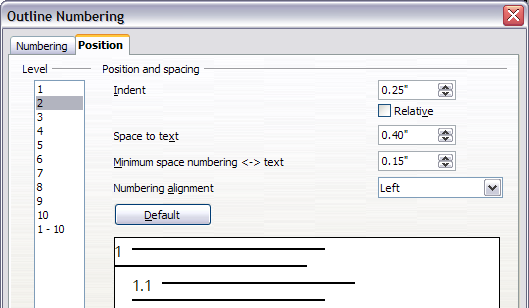 Outline Numbering
Numbering Position
Level Position and spacing
1
2
3
4
5
6
7
8
9
10
1 - 10
Indent 0.25"
Relative
Space to text 0.40"
Minimum space numbering <-> text 0.15"
Numbering alignment Left
Default
1
1.1